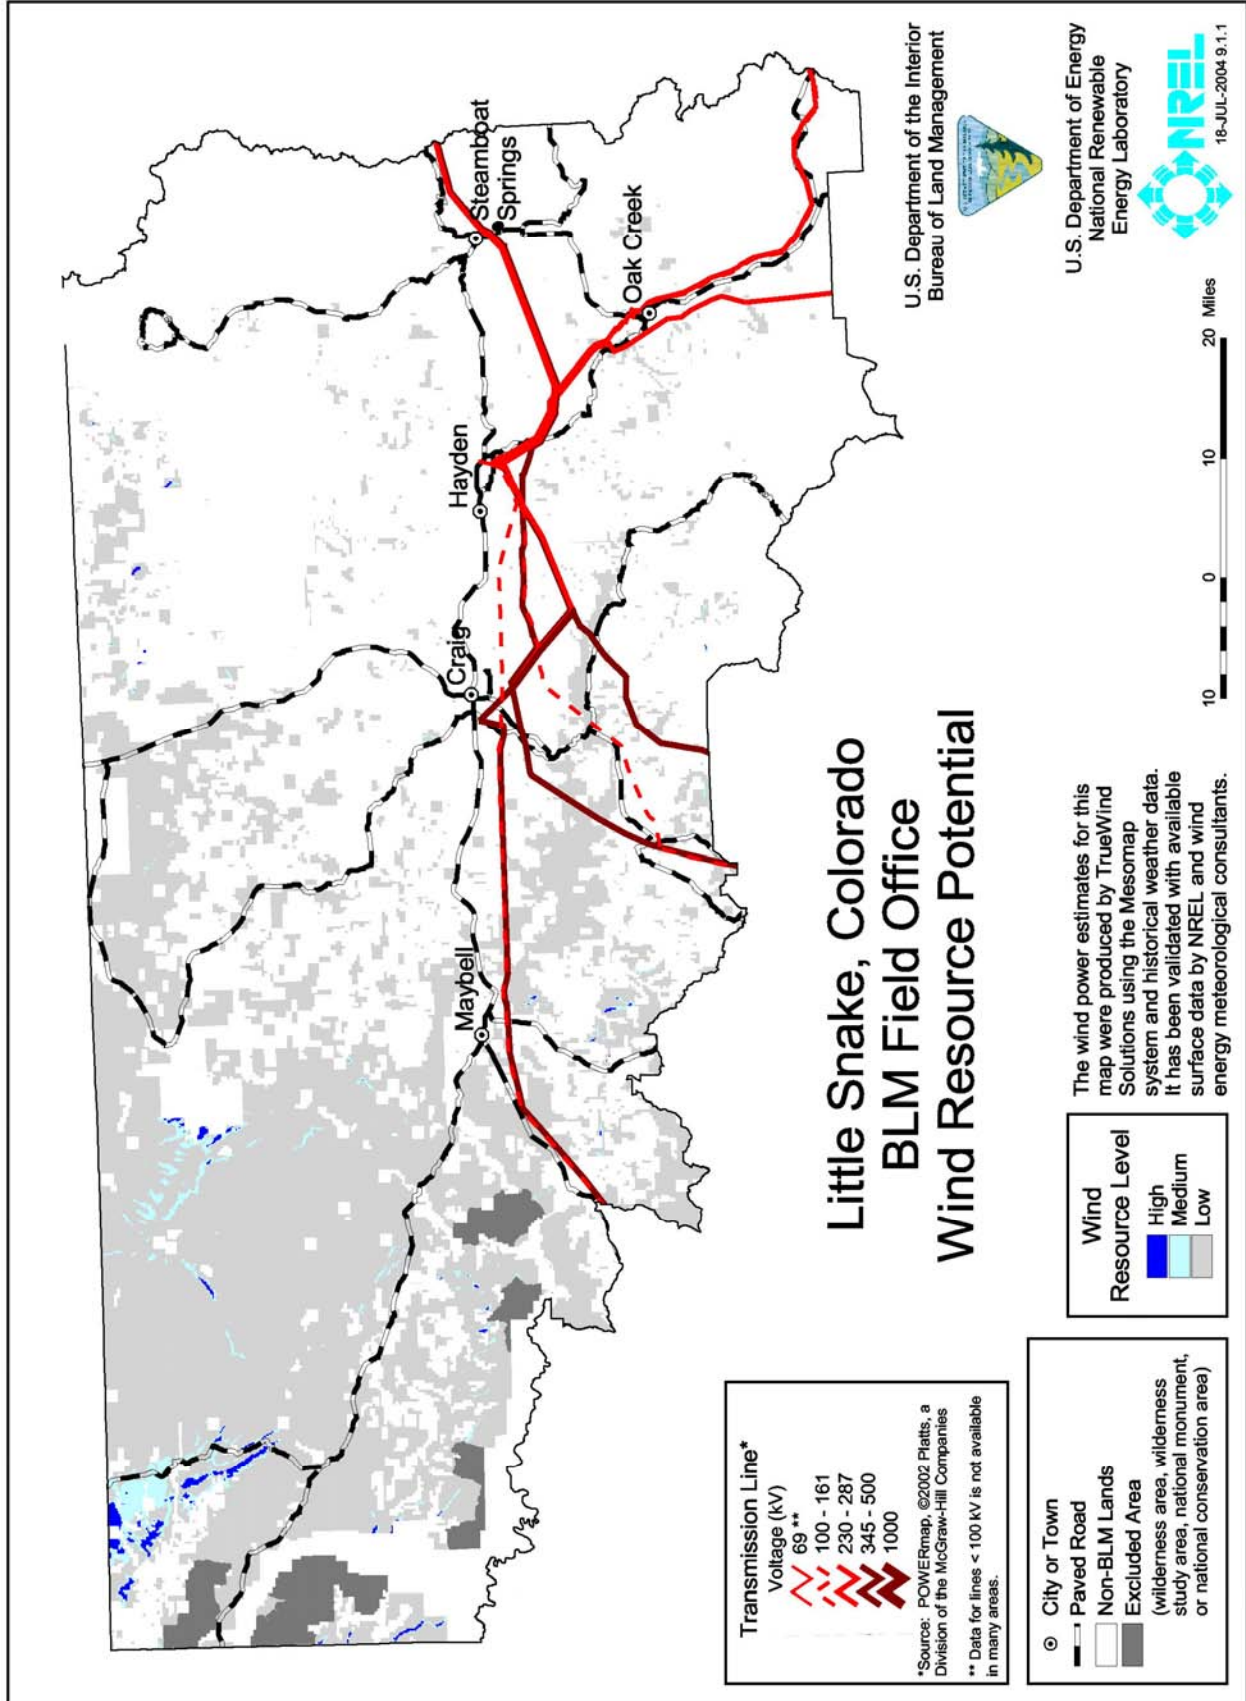 Steamboat
Springs
Oak Creek
Hayden
Craig
Maybell
Little Snake, Colorado
BLM Field Office
Wind Resource Potential
U.S. Department of the Interior
Bureau of Land Management
U.S. Department of Energy
National Renewable
Energy Laboratory
NREL
16-JUL-2004 9.1.1
10 0 10 20 Miles
The wind power estimates for this
map were produced by TrueWind
Solutions using the Mesomap
system and historical weather data.
It has been validated with available
surface data by NREL and wind
energy meteorological consultants.
Wind
Resource Level
High
Medium
Low
Transmission Line*
Voltage (kV)
69 **
100 - 161
230 - 287
345 - 500
1000
*Source: POWERmap, ©2002 Platts, a
Division of the McGraw-Hill Companies
** Data for lines < 100 kV is not available
in many areas.
City or Town
Paved Road
Non-BLM Lands
Excluded Area
(wilderness area, wilderness
study area, national monument,
or national conservation area)